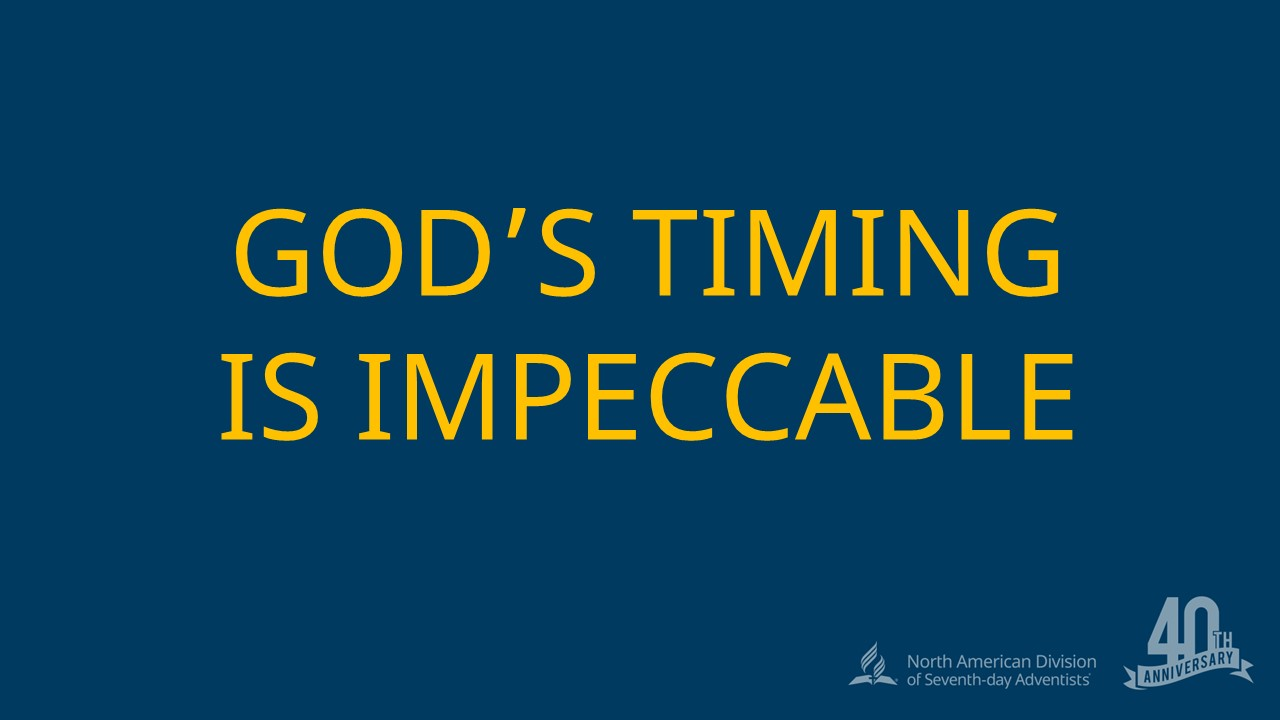 GOD’S TIMING
IS IMPECCABLE
North American Division
of Seventh-day Adventists
40TH
ANNIVERSARY